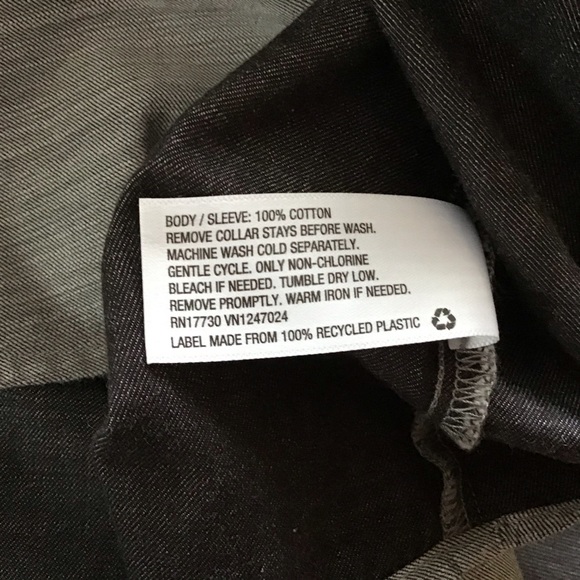 BODY / SLEEVE: 100% COTTON
REMOVE COLLAR STAYS BEFORE WASH.
MACHINE WASH COLD SEPARATELY.
GENTLE CYCLE. ONLY NON-CHLORINE
BLEACH IF NEEDED. TUMBLE DRY LOW.
REMOVE PROMPTLY. WARM IRON IF NEEDED.
RN17730 VN1247024
LABEL MADE FROM 100% RECYCLED PLASTIC